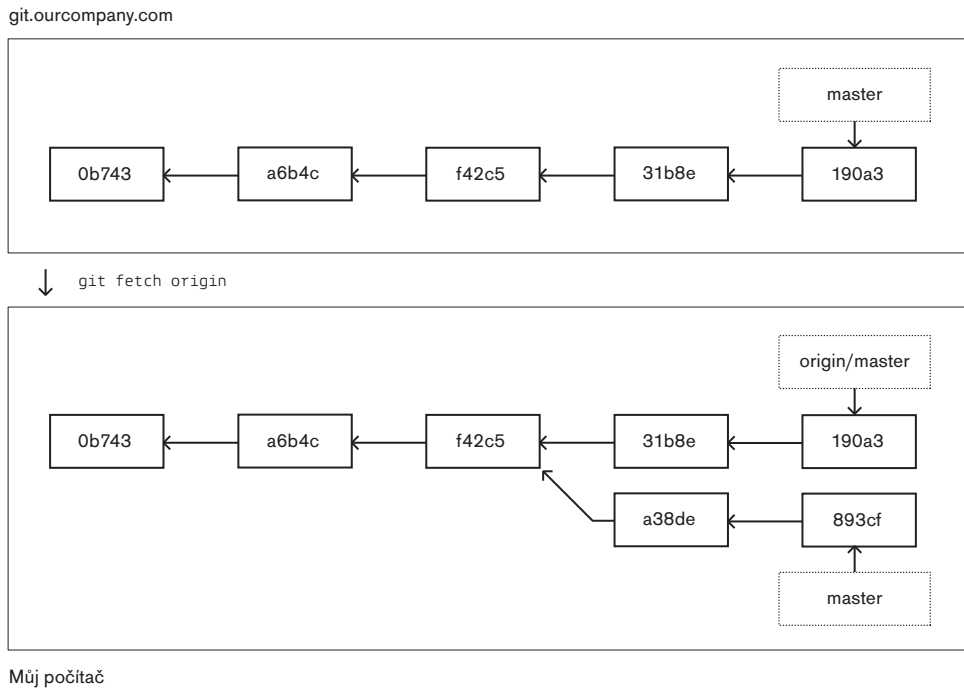 git.ourcompany.com
master
0b743 a6b4c f42c5 31b8e 190a3
git fetch origin
origin/master
0b743 a6b4c f42c5 31b8e 190a3
a38de 893cf
master
Můj počítač